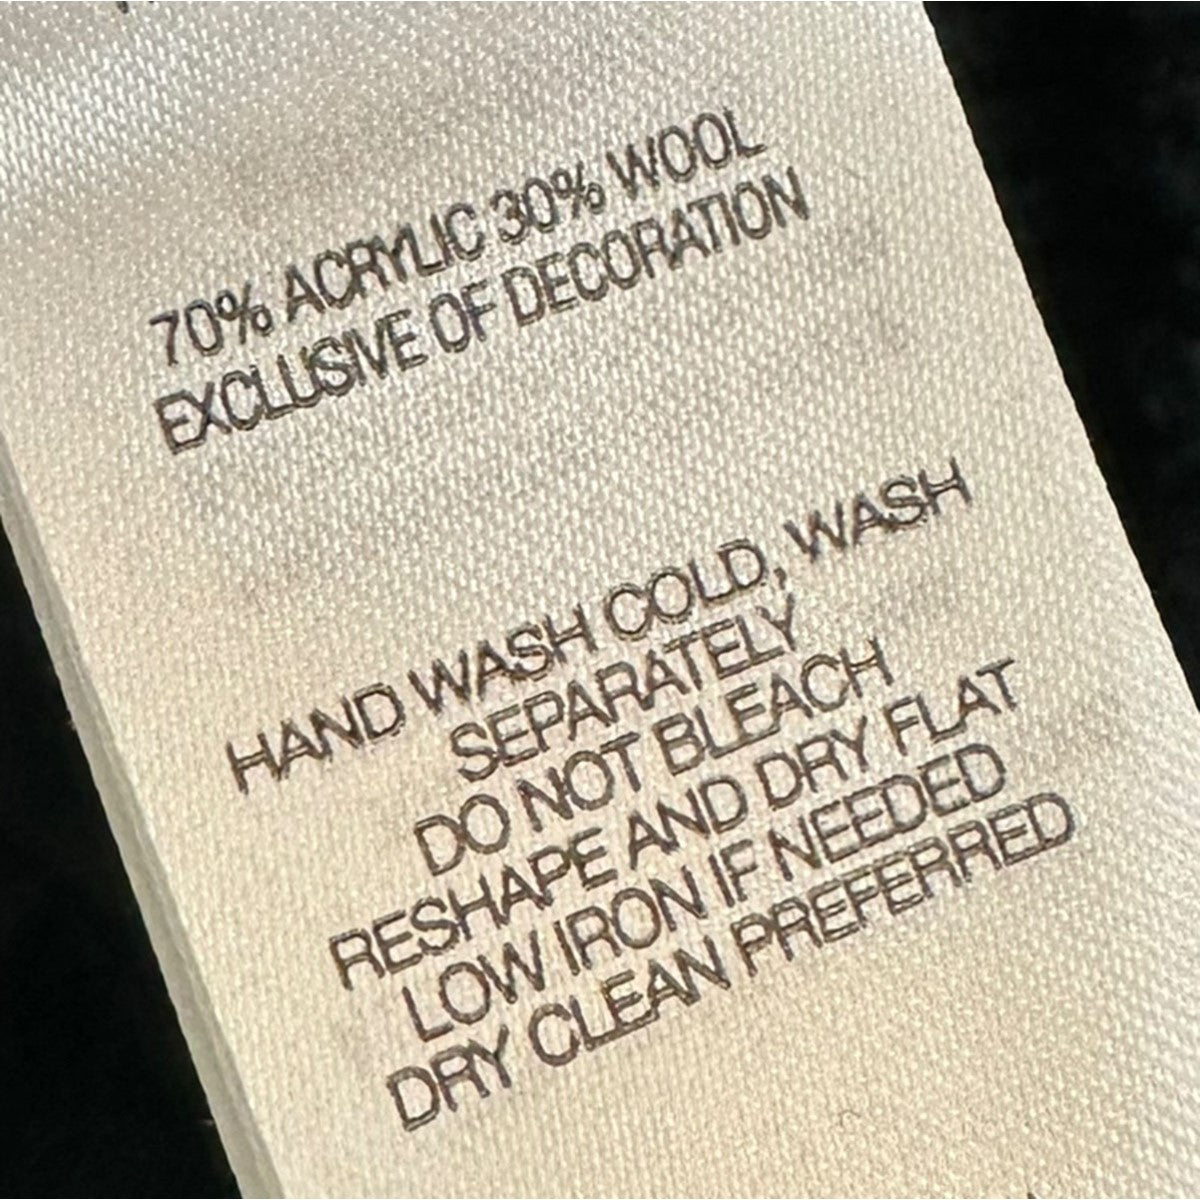 70% ACRYLIC 30% WOOL
EXCLUSIVE OF DECORATION
HAND WASH COLD, WASH
SEPARATELY
DO NOT BLEACH
RESHAPE AND DRY FLAT
LOW IRON IF NEEDED
DRY CLEAN PREFERRED